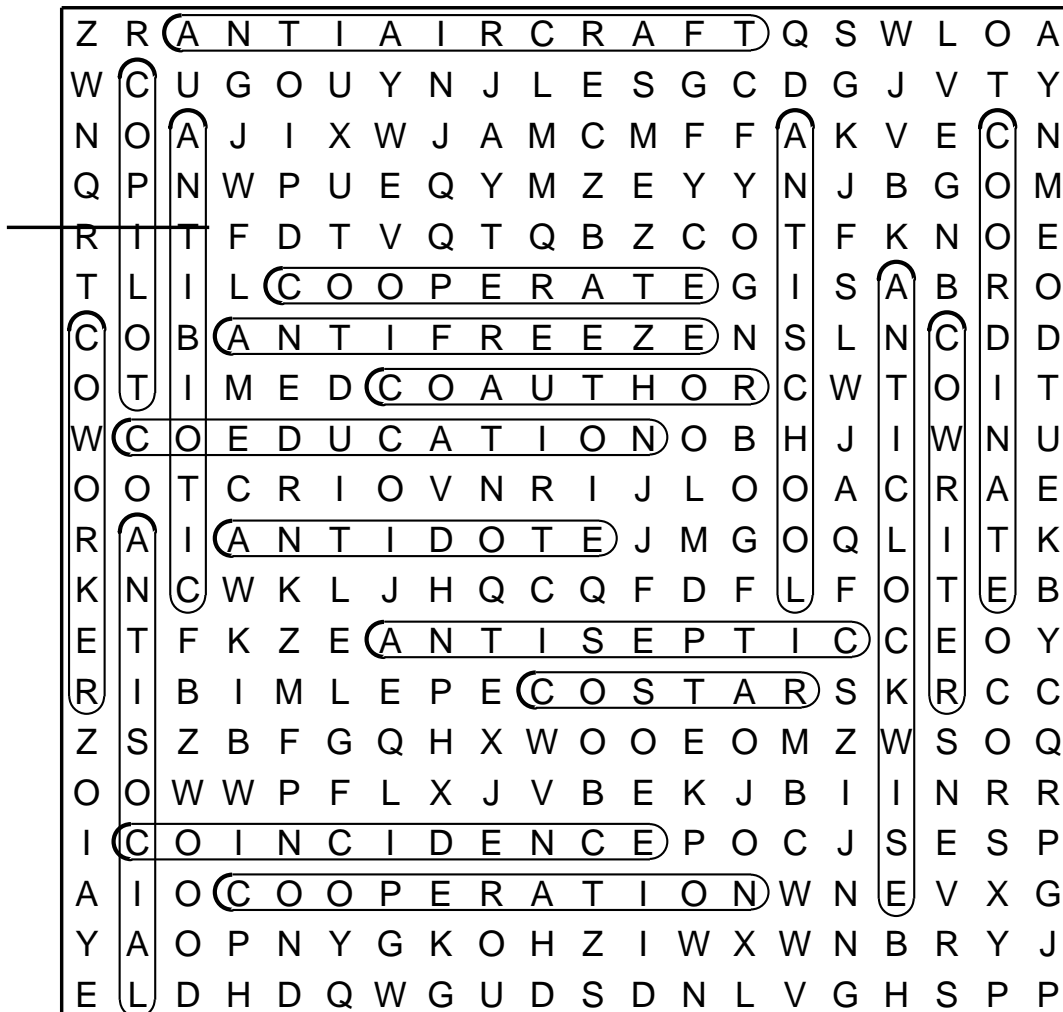 Z R A N T I A I R C R A F T Q S W L O A
W C U G O U Y N J L E S G C D G J V T Y
N O A J I X W J A M C M F F A K V E C N
Q P N W P U E Q Y M Z E Y Y N J B G O M
R I T F D T V Q T Q B Z C O T F K N O E
T L I L C O O P E R A T E G I S A B R O
C O B A N T I F R E E Z E N S L N C D D
O T I M E D C O A U T H O R C W T O I T
W C O E D U C A T I O N O B H J I W N U
O O T C R I O V N R I J L O O A C R A E
R A I A N T I D O T E J M G O Q L I T K
K N C W K L J H Q C Q F D F L F O T E B
E T F K Z E A N T I S E P T I C C E O Y
R I B I M L E P E C O S T A R S K R C C
Z S Z B F G Q H X W O O E O M Z W S O Q
O O W W P F L X J V B E K J B I I N R R
I C O I N C I D E N C E P O C J S E S P
A I O C O O P E R A T I O N W N E V X G
Y A O P N Y G K O H Z I W X W N B R Y J
E L D H D Q W G U D S D N L V G H S P P